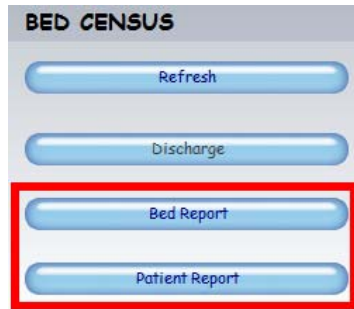 BED CENSUS
Refresh
Discharge
Bed Report
Patient Report